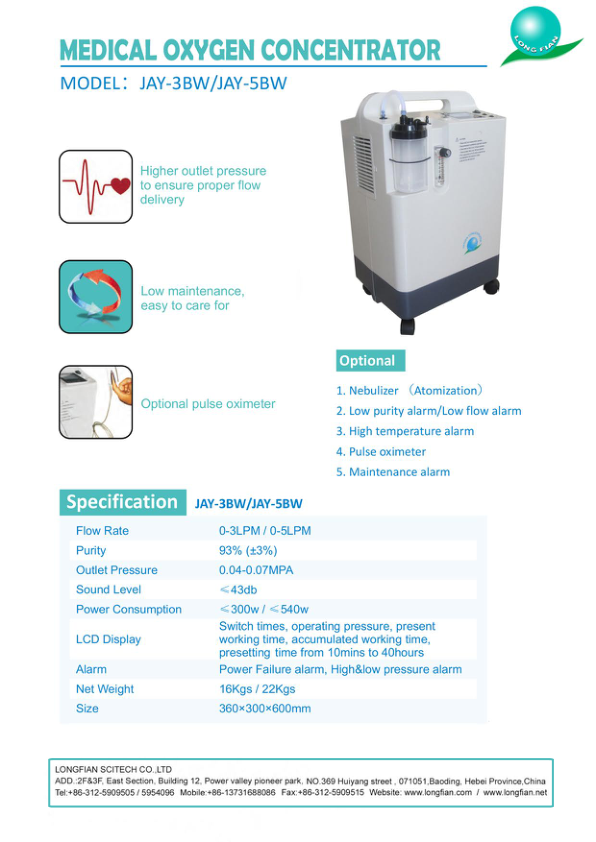 LONG FIAN
MEDICAL OXYGEN CONCENTRATOR
MODEL： JAY-3BW/JAY-5BW
Higher outlet pressure
to ensure proper flow
delivery
Low maintenance,
easy to care for
Optional pulse oximeter
Optional
1. Nebulizer （Atomization）
2. Low purity alarm/Low flow alarm
3. High temperature alarm
4. Pulse oximeter
5. Maintenance alarm
Specification JAY-3BW/JAY-5BW
Flow Rate 0-3LPM / 0-5LPM
Purity 93% (±3%)
Outlet Pressure 0.04-0.07MPA
Sound Level ≤43db
Power Consumption ≤300w / ≤540w
LCD Display Switch times, operating pressure, present
working time, accumulated working time,
presetting time from 10mins to 40hours
Alarm Power Failure alarm, High&low pressure alarm
Net Weight 16Kgs / 22Kgs
Size 360×300×600mm
LONGFIAN SCITECH CO.,LTD
ADD.:2F&3F, East Section, Building 12, Power valley pioneer park. NO.369 Huiyang street , 071051,Baoding, Hebei Province,China
Tel:+86-312-5909505 / 5954096 Mobile:+86-13731688086 Fax:+86-312-5909515 Website: www.longfian.com / www.longfian.net